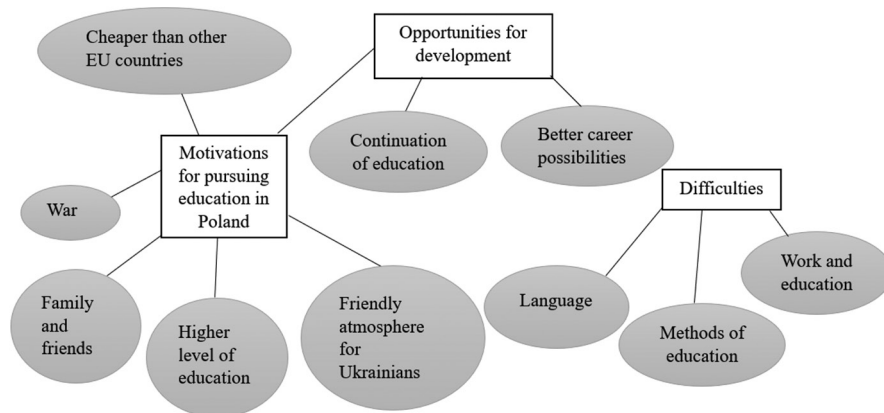 Cheaper than other
EU countries
Opportunities for
development
Continuation
of education
Better career
possibilities
Motivations
for pursuing
education in
Poland
War
Family
and
friends
Higher
level of
education
Friendly
atmosphere
for
Ukrainians
Difficulties
Language
Methods of
education
Work and
education